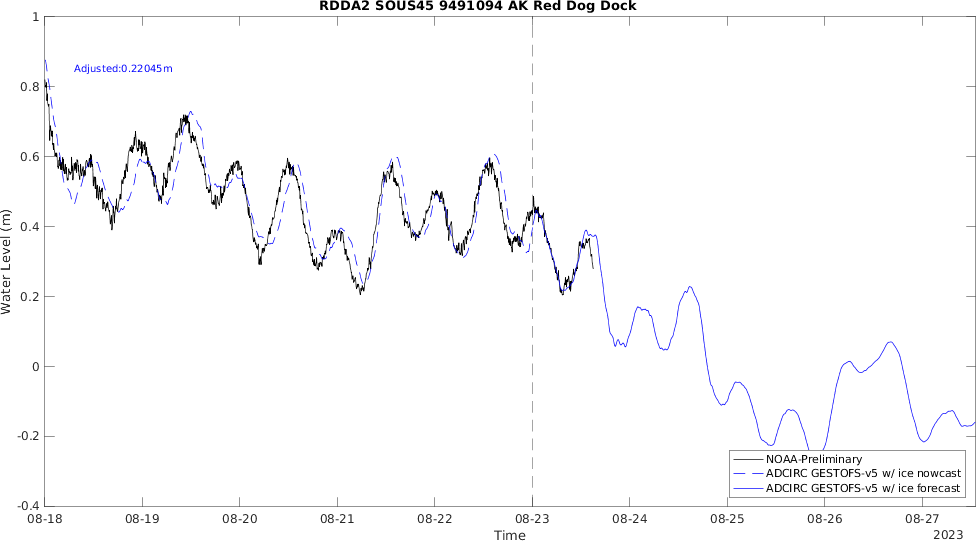 RDDA2 SOUS45 9491094 AK Red Dog Dock
1
Adjusted:0.22045m
0.8
0.6
0.4
0.2
0
-0.2
-0.4
Water Level (m)
NOAA-Preliminary
ADCIRC GESTOFS-v5 w/ ice nowcast
ADCIRC GESTOFS-v5 w/ ice forecast
08-18 08-19 08-20 08-21 08-22 08-23 08-24 08-25 08-26 08-27
Time
2023